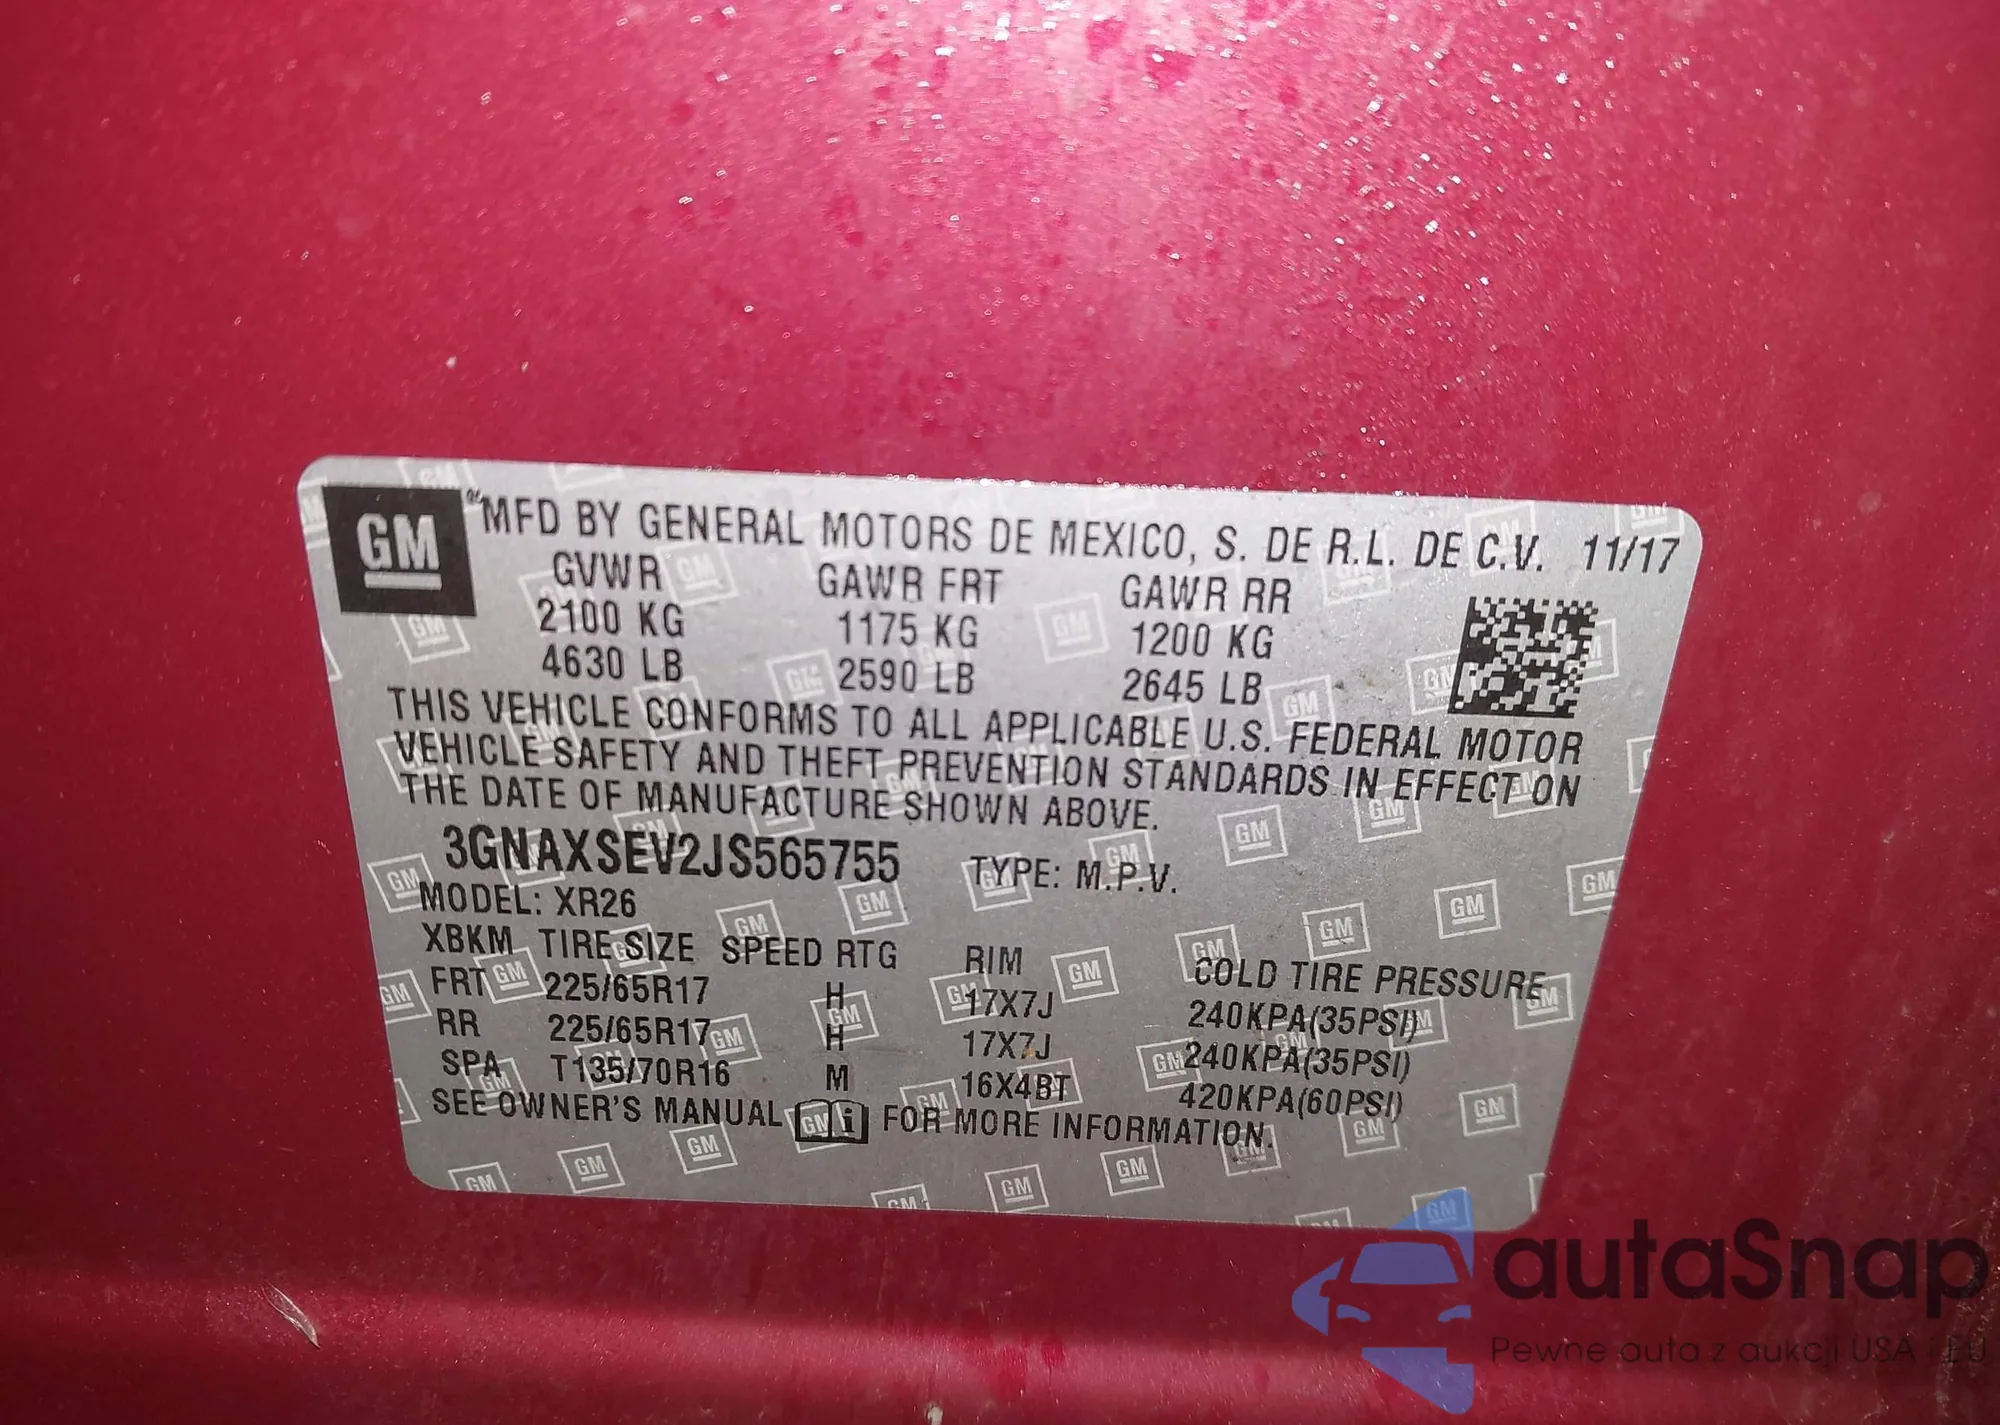 GM MFD BY GENERAL MOTORS DE MEXICO, S. DE R.L. DE C.V. 11/17
GVWR GAWR FRT GAWR RR
2100 KG 1175 KG 1200 KG
4630 LB 2590 LB 2645 LB
THIS VEHICLE CONFORMS TO ALL APPLICABLE U.S. FEDERAL MOTOR
VEHICLE SAFETY AND THEFT PREVENTION STANDARDS IN EFFECT ON
THE DATE OF MANUFACTURE SHOWN ABOVE.
3GNAXSEV2JS565755 TYPE: M.P.V.
MODEL: XR26
XBKM TIRE SIZE SPEED RTG RIM COLD TIRE PRESSURE
FRT 225/65R17 H 17X7J 240KPA(35PSI)
RR 225/65R17 H 17X7J 240KPA(35PSI)
SPA T135/70R16 M 16X4BT 420KPA(60PSI)
SEE OWNER'S MANUAL i FOR MORE INFORMATION.
autaSnap
Pewne auta z aukcji USA i EU